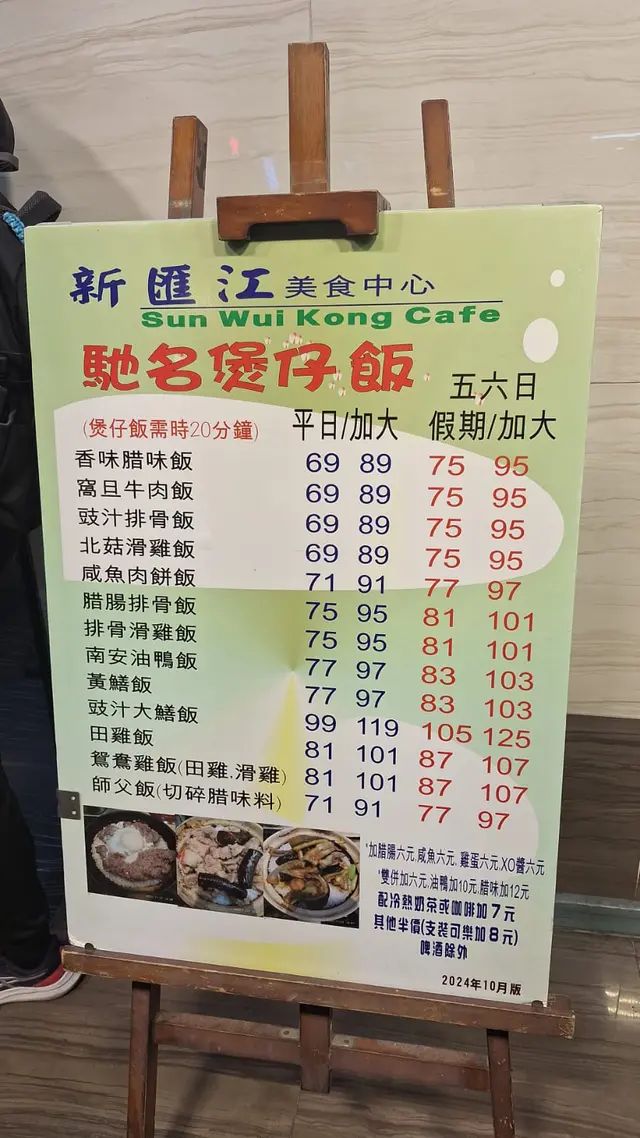 新匯江美食中心
Sun Wui Kong Cafe
馳名煲仔飯
五六日
(煲仔飯需時20分鐘) 平日/加大 假期/加大
香味腊味飯 69 89 75 95
窩旦牛肉飯 69 89 75 95
豉汁排骨飯 69 89 75 95
北菇滑雞飯 69 89 75 95
咸魚肉餅飯 71 91 77 97
腊腸排骨飯 75 95 81 101
排骨滑雞飯 75 95 81 101
南安油鴨飯 77 97 83 103
黃鱔飯 77 97 83 103
豉汁大鱔飯 99 119 105 125
田雞飯 81 101 87 107
鴛鴦雞飯(田雞.滑雞) 81 101 87 107
師父飯(切碎腊味料) 71 91 77 97
*加腊腸六元.咸魚六元.雞蛋六元.XO醬六元
*雙併加六元.油鴨加10元.腊味加12元
配冷熱奶茶或咖啡加7元
其他半價(支裝可樂加8元)
啤酒除外
2024年10月版